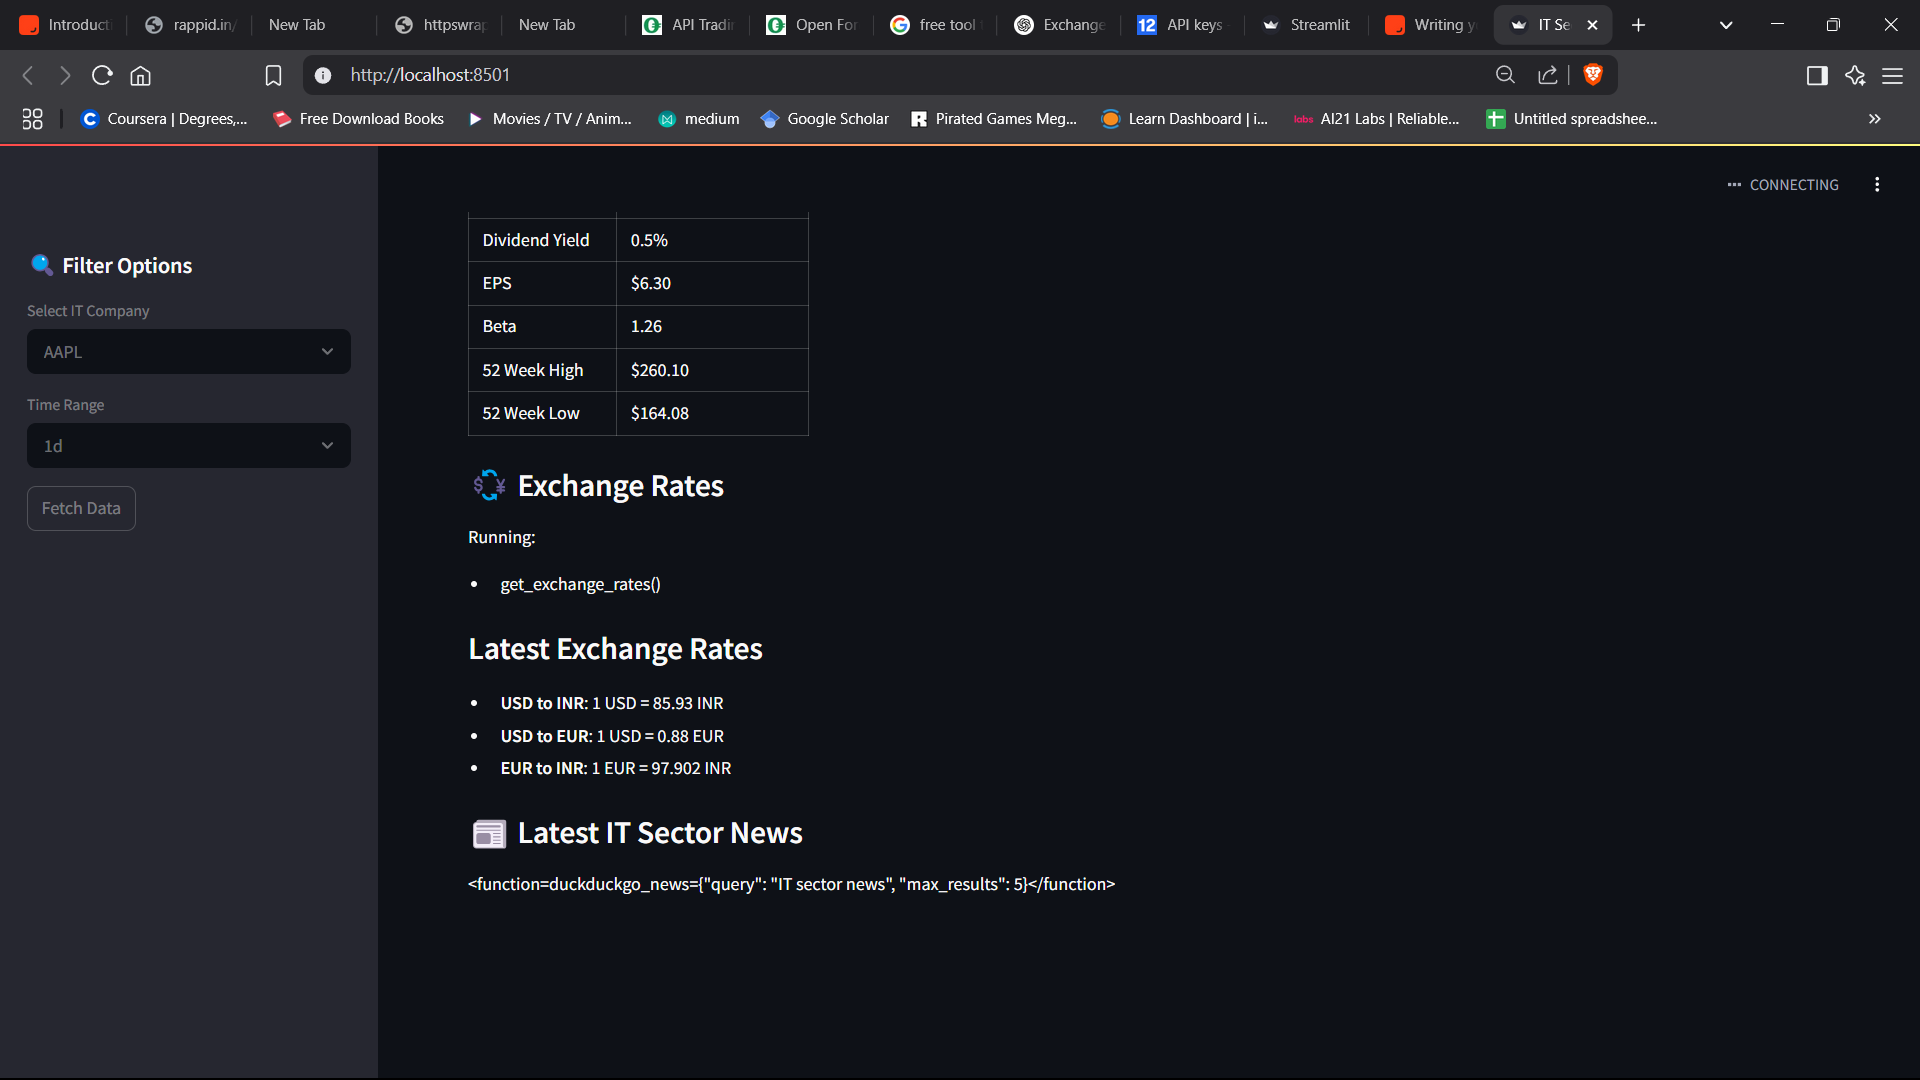 Introduct
rappid.in/
New Tab
httpswrap
New Tab
API Tradin
Open For
free tool
Exchange
12 API keys
Streamlit
Writing y
IT Se
http://localhost:8501
Coursera | Degrees,...
Free Download Books
Movies / TV / Anim...
medium
Google Scholar
Pirated Games Meg...
Learn Dashboard | i...
labs AI21 Labs | Reliable...
Untitled spreadshee...
CONNECTING
Filter Options
Select IT Company
AAPL
Time Range
1d
Fetch Data
Dividend Yield 0.5%
EPS $6.30
Beta 1.26
52 Week High $260.10
52 Week Low $164.08
Exchange Rates
Running:
• get_exchange_rates()
Latest Exchange Rates
• USD to INR: 1 USD = 85.93 INR
• USD to EUR: 1 USD = 0.88 EUR
• EUR to INR: 1 EUR = 97.902 INR
Latest IT Sector News
<function=duckduckgo_news={"query": "IT sector news", "max_results": 5}</function>